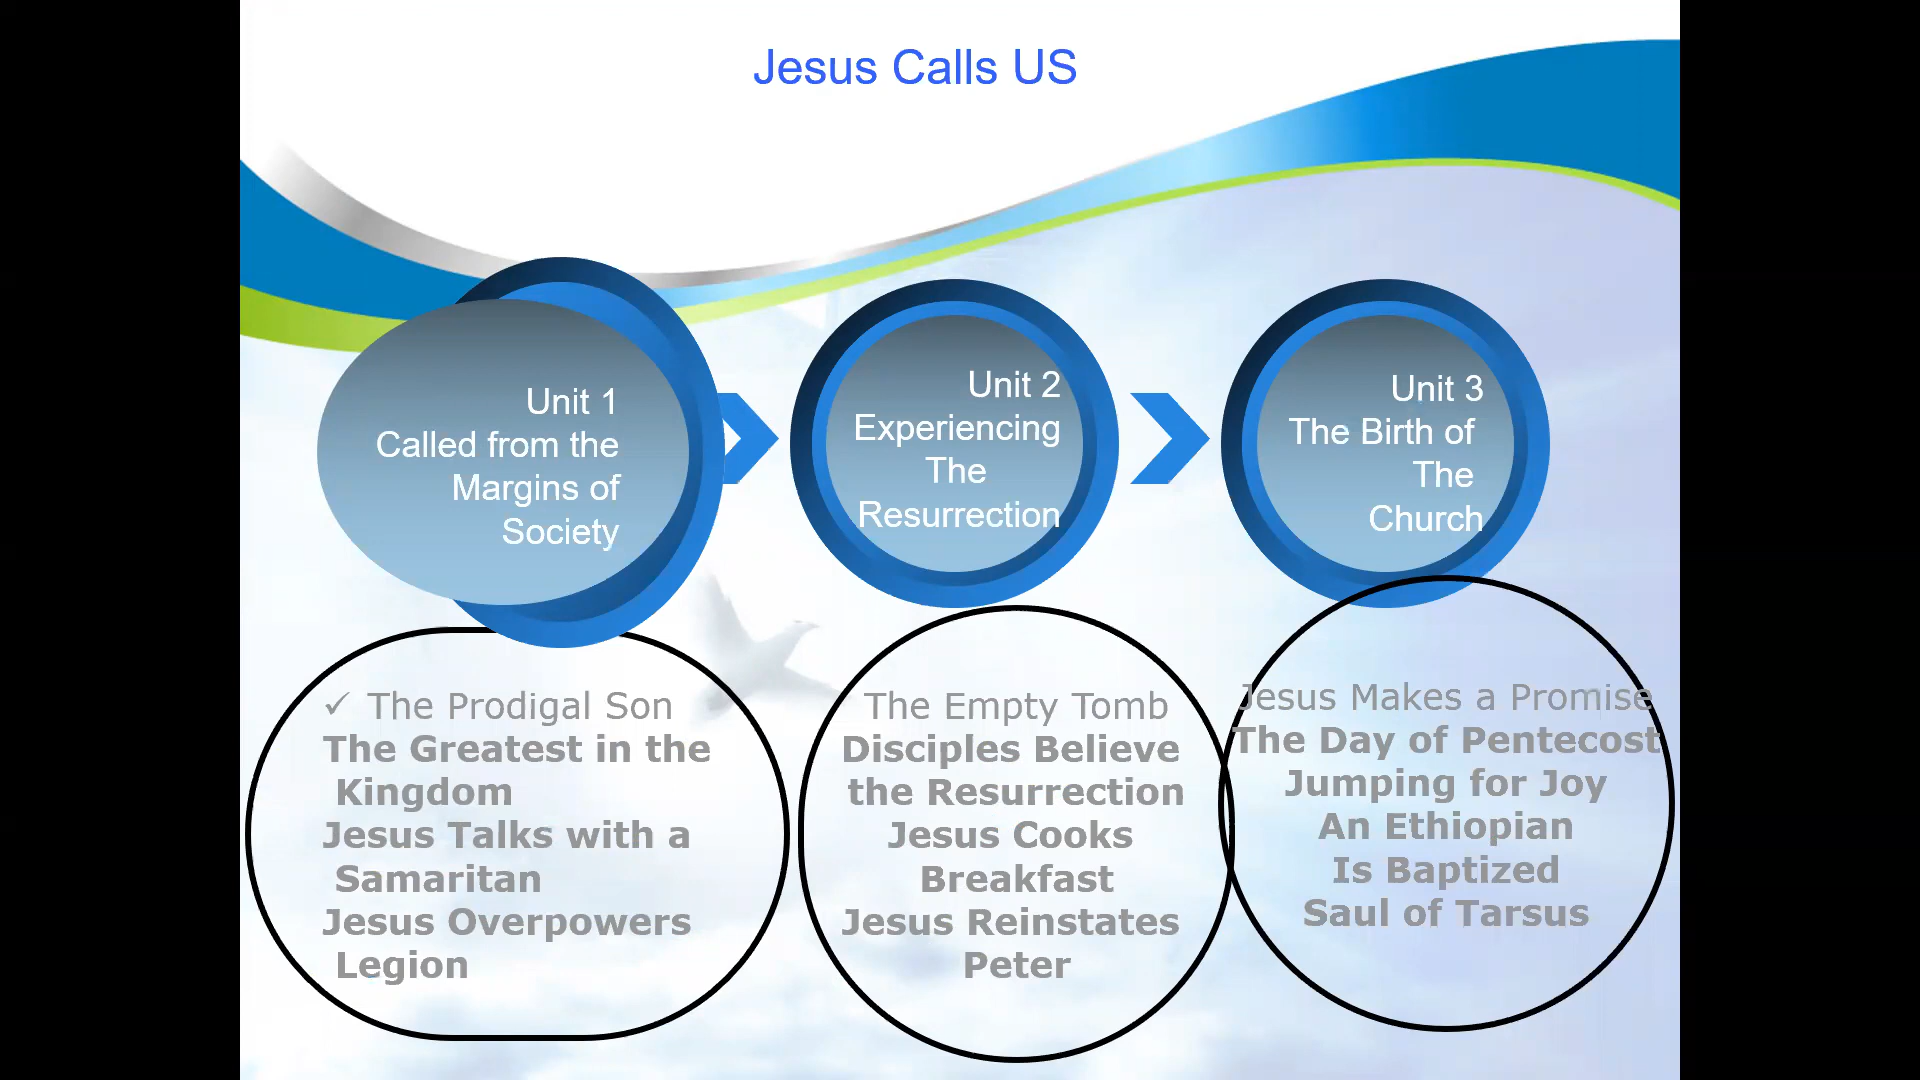 Jesus Calls US
Unit 1
Called from the
Margins of
Society
Unit 2
Experiencing
The
Resurrection
Unit 3
The Birth of
The
Church
✓ The Prodigal Son
The Greatest in the
Kingdom
Jesus Talks with a
Samaritan
Jesus Overpowers
Legion
The Empty Tomb
Disciples Believe
the Resurrection
Jesus Cooks
Breakfast
Jesus Reinstates
Peter
Jesus Makes a Promise
The Day of Pentecost
Jumping for Joy
An Ethiopian
Is Baptized
Saul of Tarsus